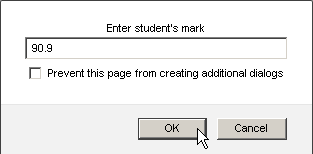 Enter student's mark
90.9
Prevent this page from creating additional dialogs
OK Cancel